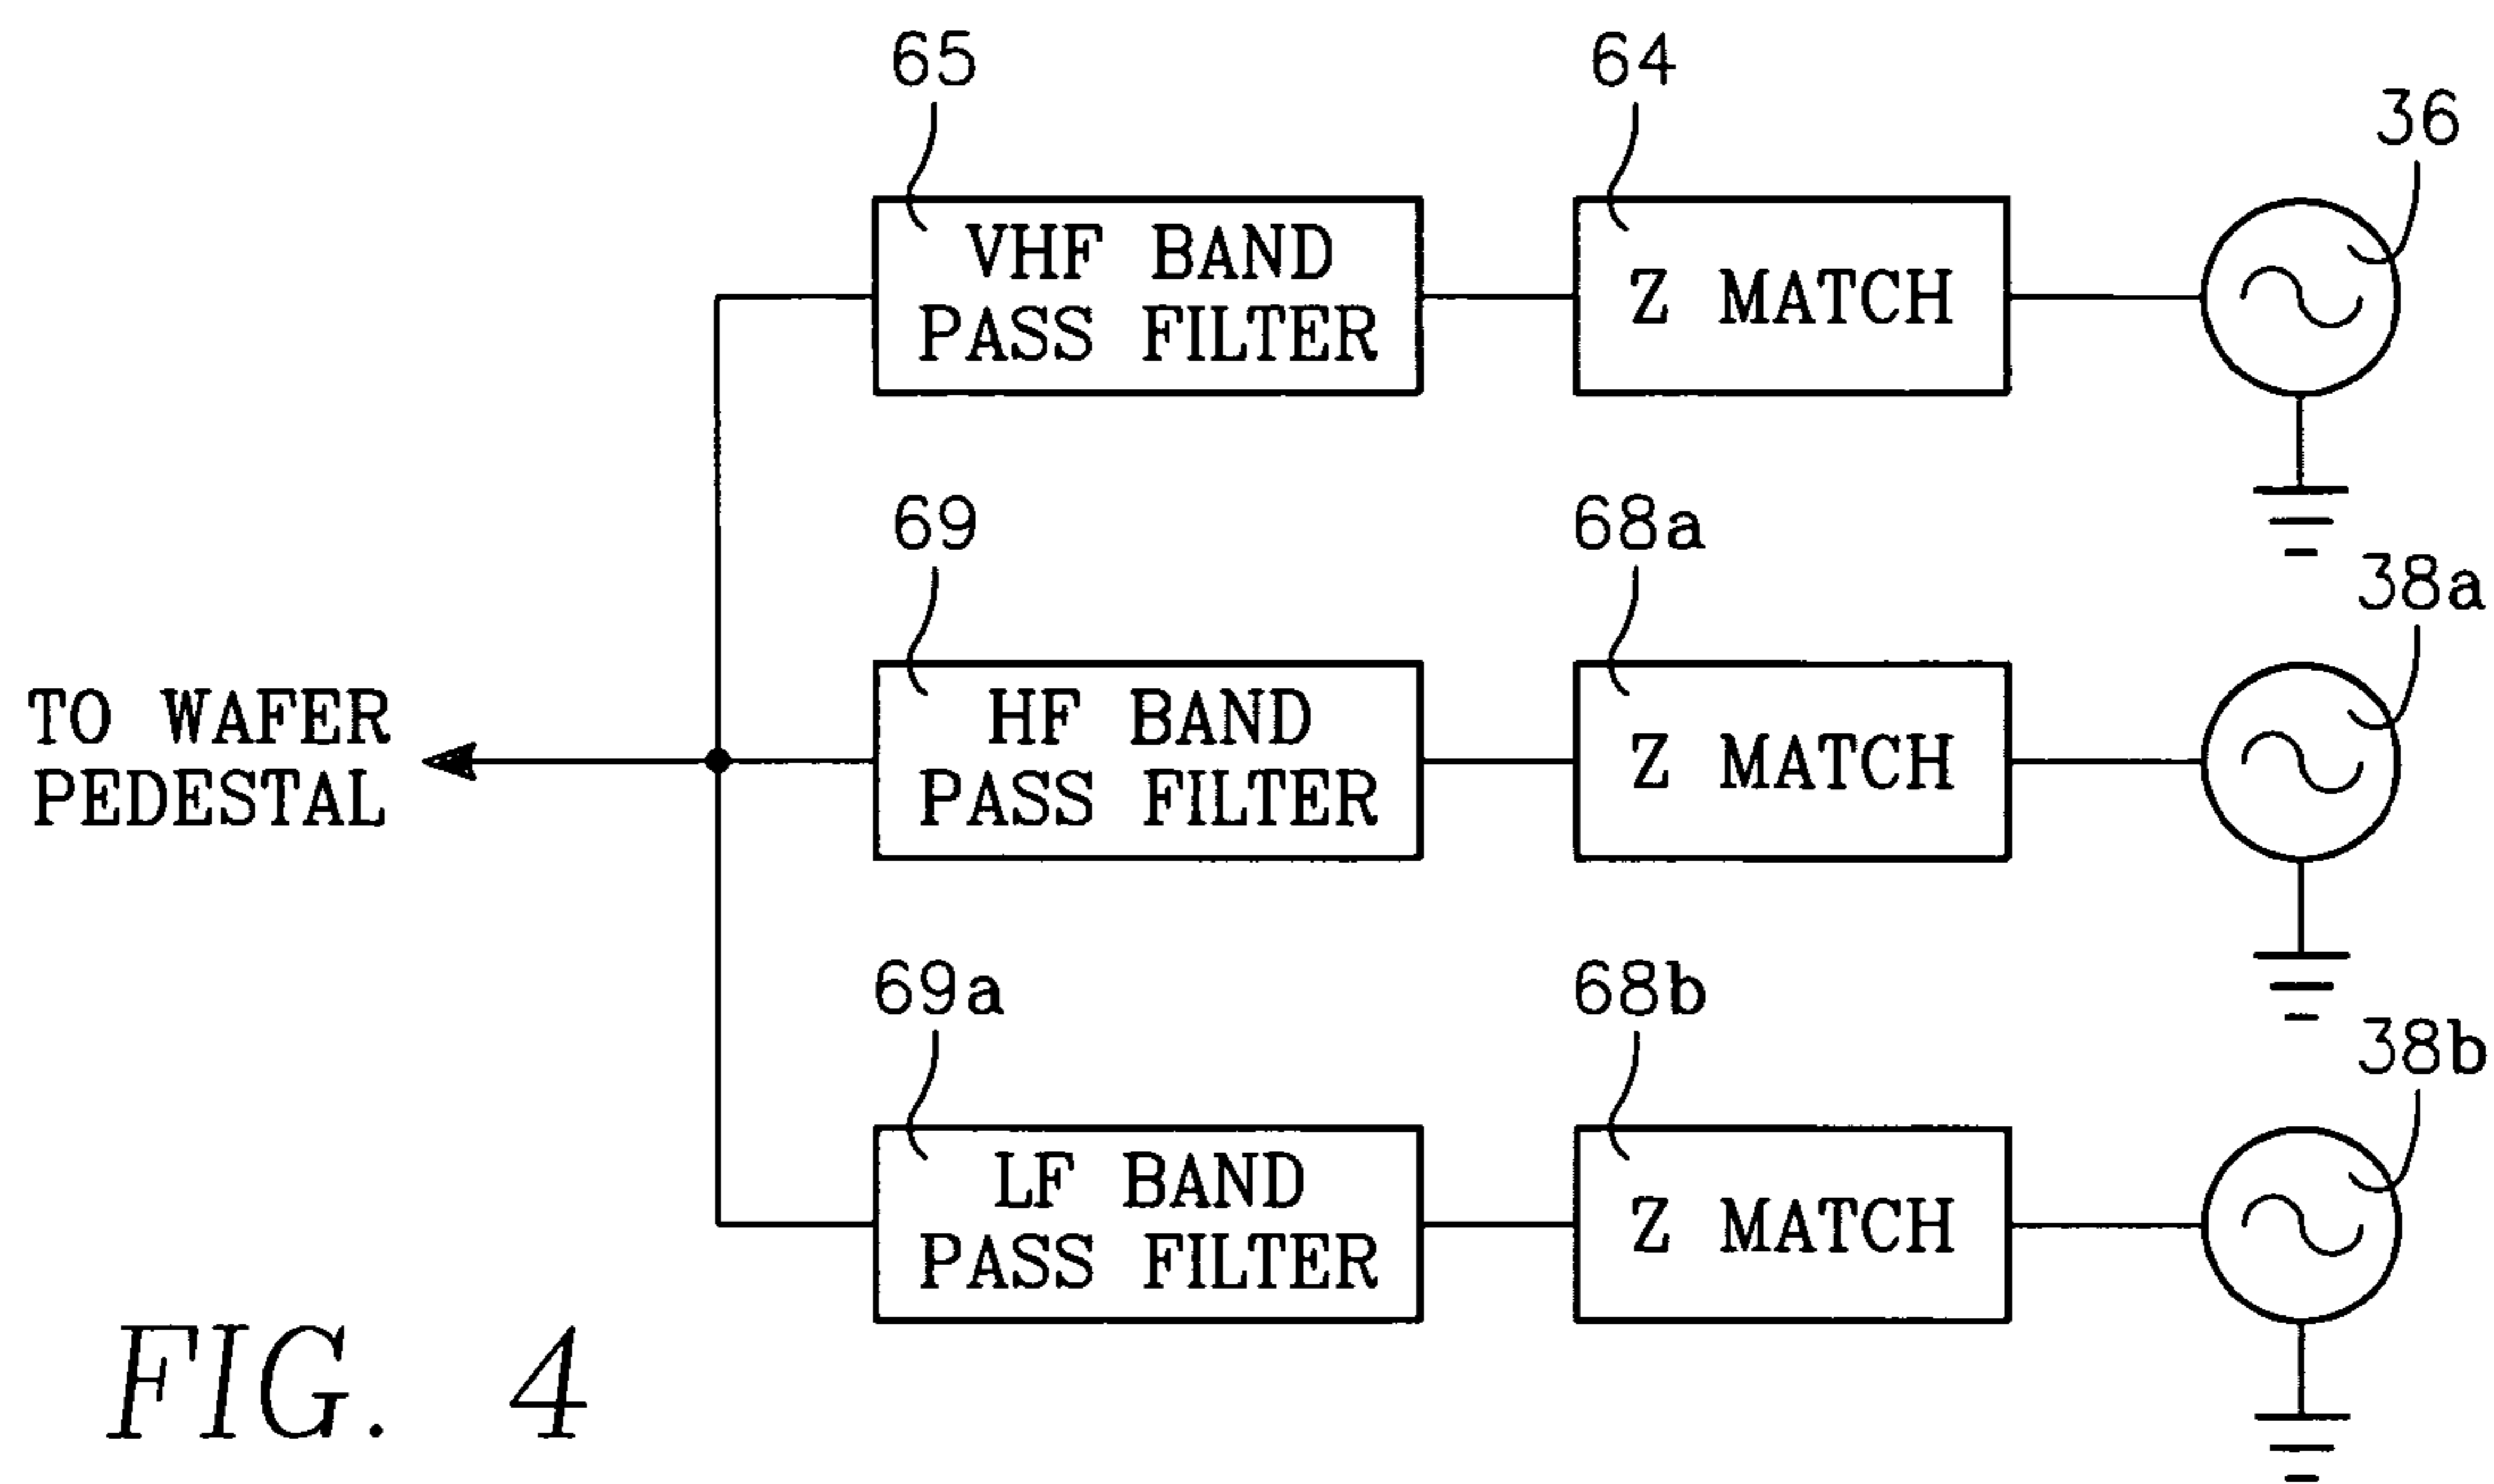 65
64
36
VHF BAND
PASS FILTER
Z MATCH
69
68a
38a
TO WAFER
PEDESTAL
HF BAND
PASS FILTER
Z MATCH
69a
68b
38b
LF BAND
PASS FILTER
Z MATCH
FIG. 4